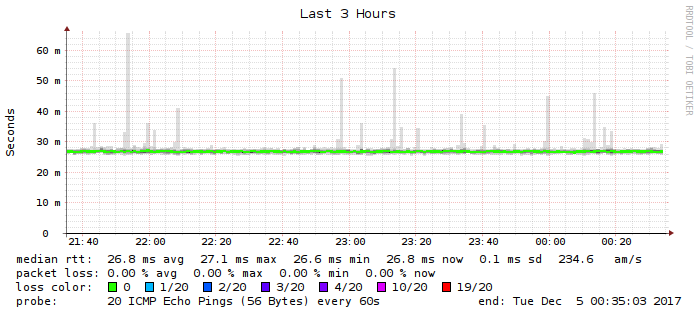 Last 3 Hours
RRDTOOL / TOBI OETIKER
Seconds
60 m
50 m
40 m
30 m
20 m
10 m
0
21:40 22:00 22:20 22:40 23:00 23:20 23:40 00:00 00:20
median rtt: 26.8 ms avg 27.1 ms max 26.6 ms min 26.8 ms now 0.1 ms sd 234.6 am/s
packet loss: 0.00 % avg 0.00 % max 0.00 % min 0.00 % now
loss color: 0 1/20 2/20 3/20 4/20 10/20 19/20
probe: 20 ICMP Echo Pings (56 Bytes) every 60s end: Tue Dec 5 00:35:03 2017